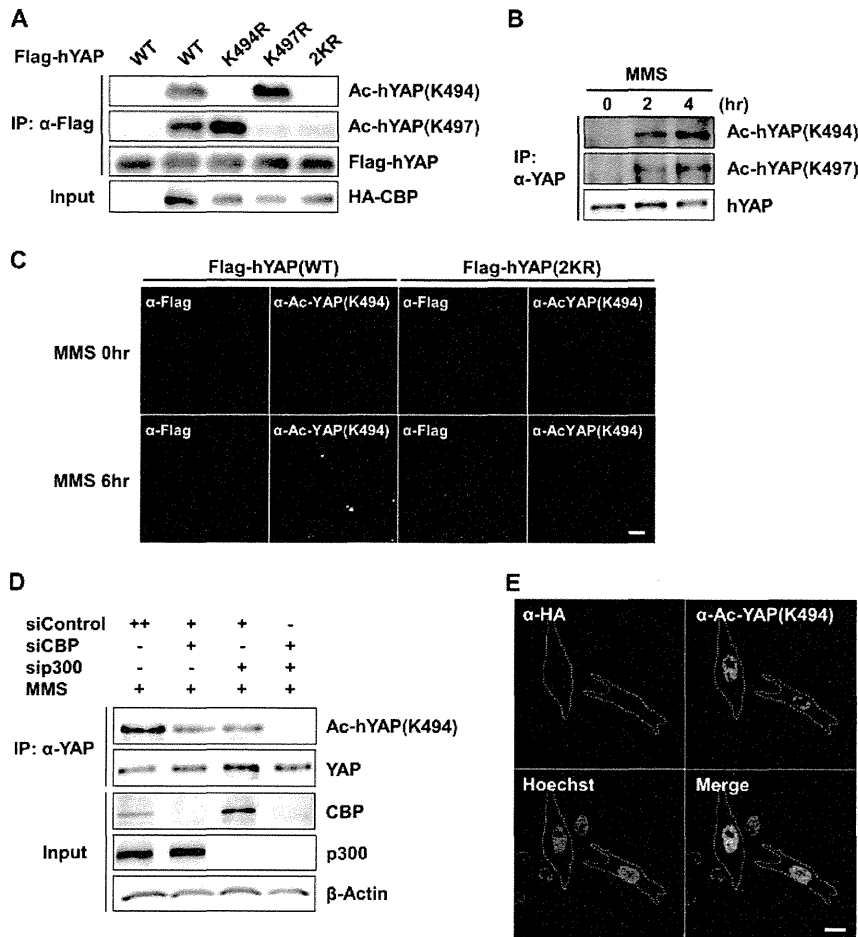 A
Flag-hYAP WT WT K494R K497R 2KR
IP: α-Flag
Ac-hYAP(K494)
Ac-hYAP(K497)
Flag-hYAP
Input HA-CBP
B
MMS
0 2 4 (hr)
IP:
α-YAP
Ac-hYAP(K494)
Ac-hYAP(K497)
hYAP
C
Flag-hYAP(WT) Flag-hYAP(2KR)
MMS 0hr
α-Flag α-Ac-YAP(K494) α-Flag α-AcYAP(K494)
MMS 6hr
α-Flag α-Ac-YAP(K494) α-Flag α-AcYAP(K494)
D
siControl ++ + + -
siCBP - + - +
sip300 - - + +
MMS + + + +
IP: α-YAP
Ac-hYAP(K494)
YAP
Input
CBP
p300
β-Actin
E
α-HA α-Ac-YAP(K494)
Hoechst Merge